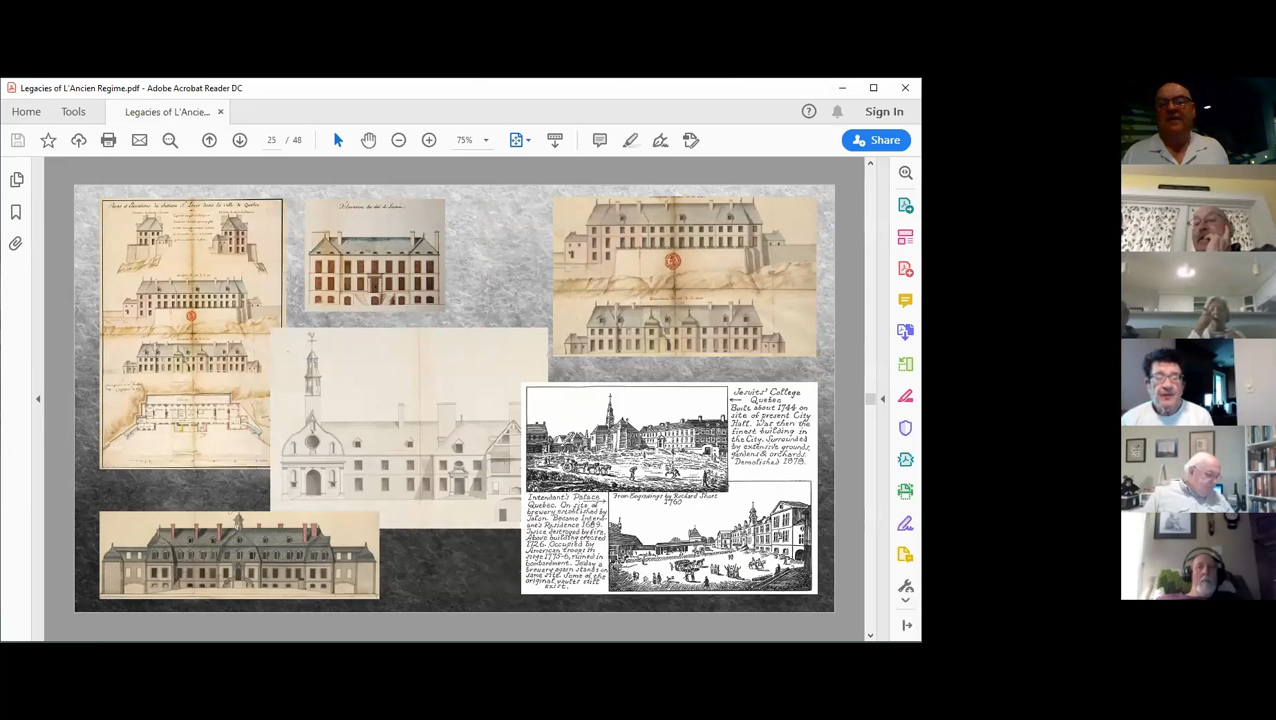 Legacies of L'Ancien Regime.pdf - Adobe Acrobat Reader DC
Home Tools Legacies of L'Ancie... Sign In
25 / 48 75% Share
Jesuits' College
Quebec
Built about 1744 on
site of present City
Hall. Was then the
finest building in
the City. Surrounded
by extensive grounds,
gardens & orchards.
Demolished 1878.
From Engravings by Richard Short
1760
Intendant's Palace
Quebec. On site of
brewery established by
Talon. Became Intend-
ant's Residence 1689.
Twice destroyed by fire.
Above building erected
1726. Occupied by
American troops in
siege 1775-6, ruined in
bombardment. Today a
brewery again stands on
same site. Some of the
original vaults still
exist.